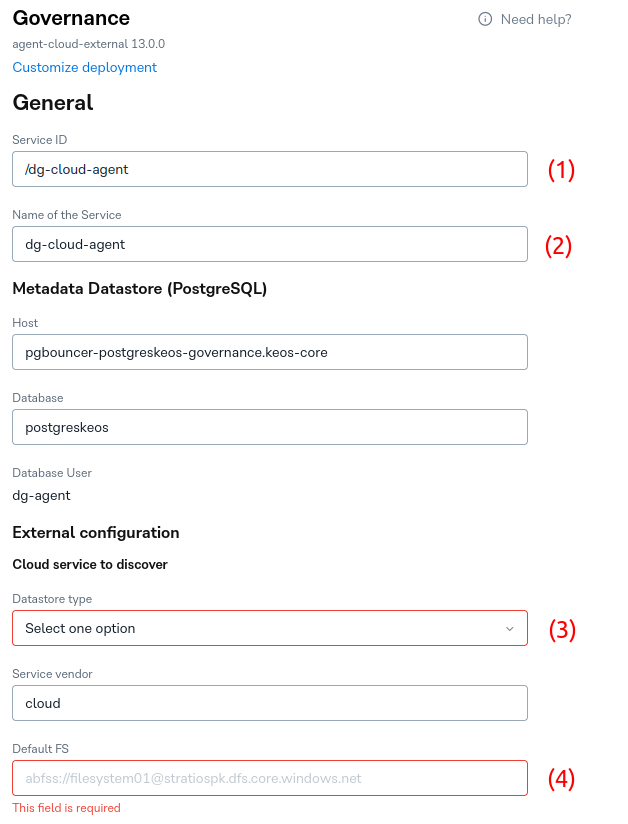 Governance
Need help?
agent-cloud-external 13.0.0
Customize deployment
General
Service ID
/dg-cloud-agent
(1)
Name of the Service
dg-cloud-agent
(2)
Metadata Datastore (PostgreSQL)
Host
pgbouncer-postgreskeos-governance.keos-core
Database
postgreskeos
Database User
dg-agent
External configuration
Cloud service to discover
Datastore type
Select one option
(3)
Service vendor
cloud
Default FS
abfss://filesystem01@stratiospk.dfs.core.windows.net
(4)
This field is required